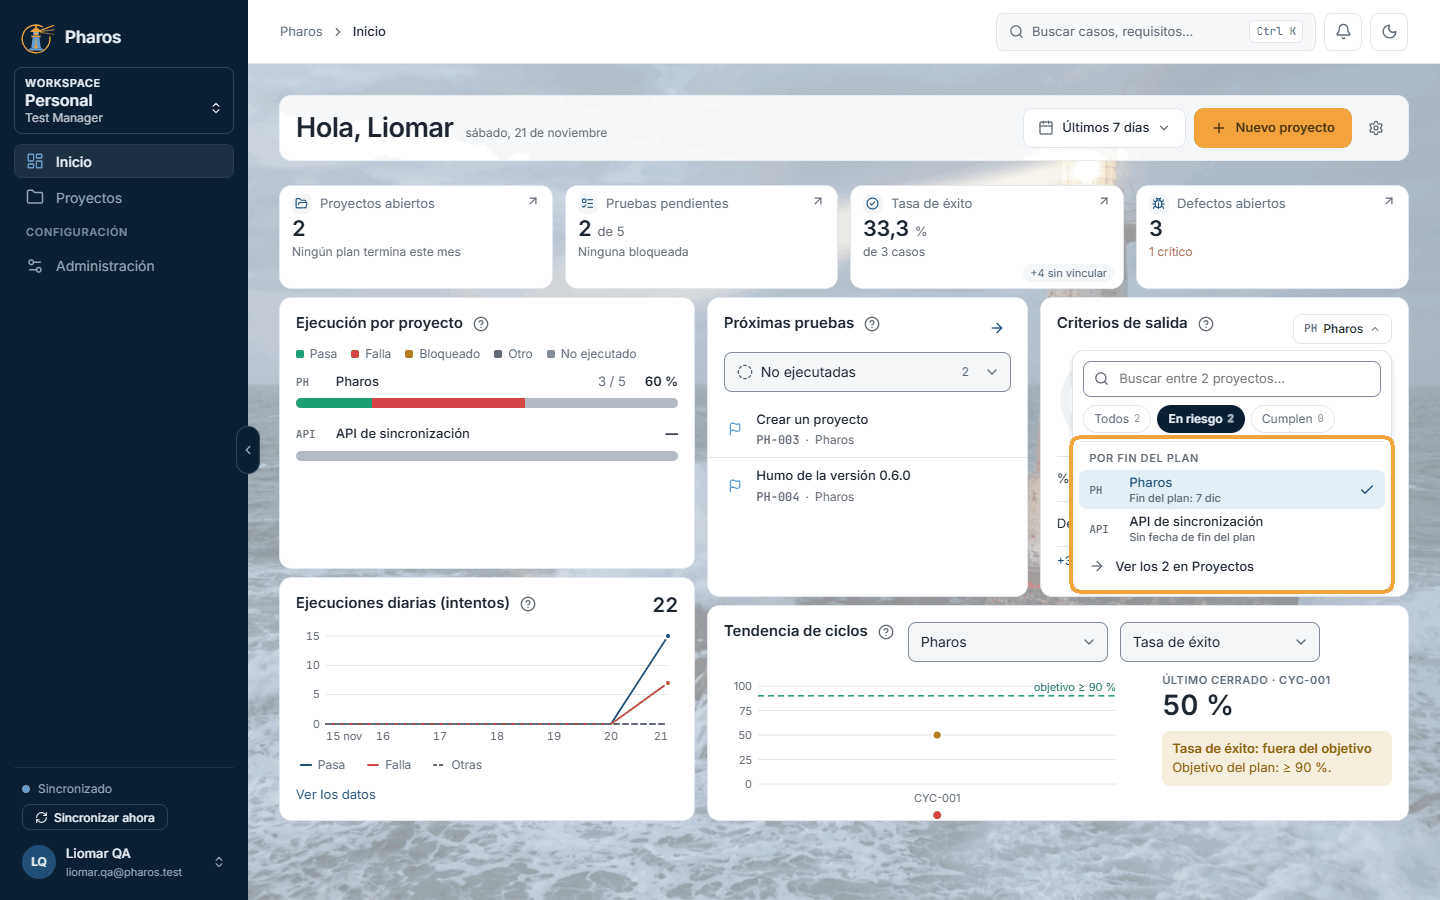 Pharos
WORKSPACE
Personal
Test Manager
Inicio
Proyectos
CONFIGURACIÓN
Administración
Sincronizado
Sincronizar ahora
LQ
Liomar QA
liomar.qa@pharos.test
Pharos > Inicio
Buscar casos, requisitos...
Ctrl K
Hola, Liomar
sábado, 21 de noviembre
Últimos 7 días
Nuevo proyecto
Proyectos abiertos
2
Ningún plan termina este mes
Pruebas pendientes
2 de 5
Ninguna bloqueada
Tasa de éxito
33,3 %
de 3 casos
+4 sin vincular
Defectos abiertos
3
1 crítico
Ejecución por proyecto
Pasa
Falla
Bloqueado
Otro
No ejecutado
PH Pharos 3 / 5 60 %
API API de sincronización —
Próximas pruebas
No ejecutadas 2
Crear un proyecto
PH-003 · Pharos
Humo de la versión 0.6.0
PH-004 · Pharos
Criterios de salida
PH Pharos
Buscar entre 2 proyectos...
Todos 2
En riesgo 2
Cumplen 0
POR FIN DEL PLAN
PH Pharos
Fin del plan: 7 dic
API API de sincronización
Sin fecha de fin del plan
Ver los 2 en Proyectos
%
Ejecuciones diarias (intentos)
22
15
10
5
0
15 nov 16 17 18 19 20 21
Pasa
Falla
Otras
Ver los datos
Tendencia de ciclos
Pharos
Tasa de éxito
objetivo ≥ 90 %
100
75
50
25
0
CYC-001
ÚLTIMO CERRADO · CYC-001
50 %
Tasa de éxito: fuera del objetivo
Objetivo del plan: ≥ 90 %.